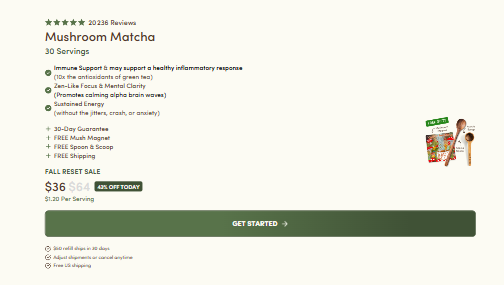 ★★★★★ 20236 Reviews
Mushroom Matcha
30 Servings
Immune Support & may support a healthy inflammatory response
(10x the antioxidants of green tea)
Zen-Like Focus & Mental Clarity
(Promotes calming alpha brain waves)
Sustained Energy
(without the jitters, crash, or anxiety)
+ 30-Day Guarantee
+ FREE Mush Magnet
+ FREE Spoon & Scoop
+ FREE Shipping
FALL RESET SALE
$36 $64 43% OFF TODAY
$1.20 Per Serving
GET STARTED →
$60 refill ships in 30 days
Adjust shipments or cancel anytime
Free US shipping